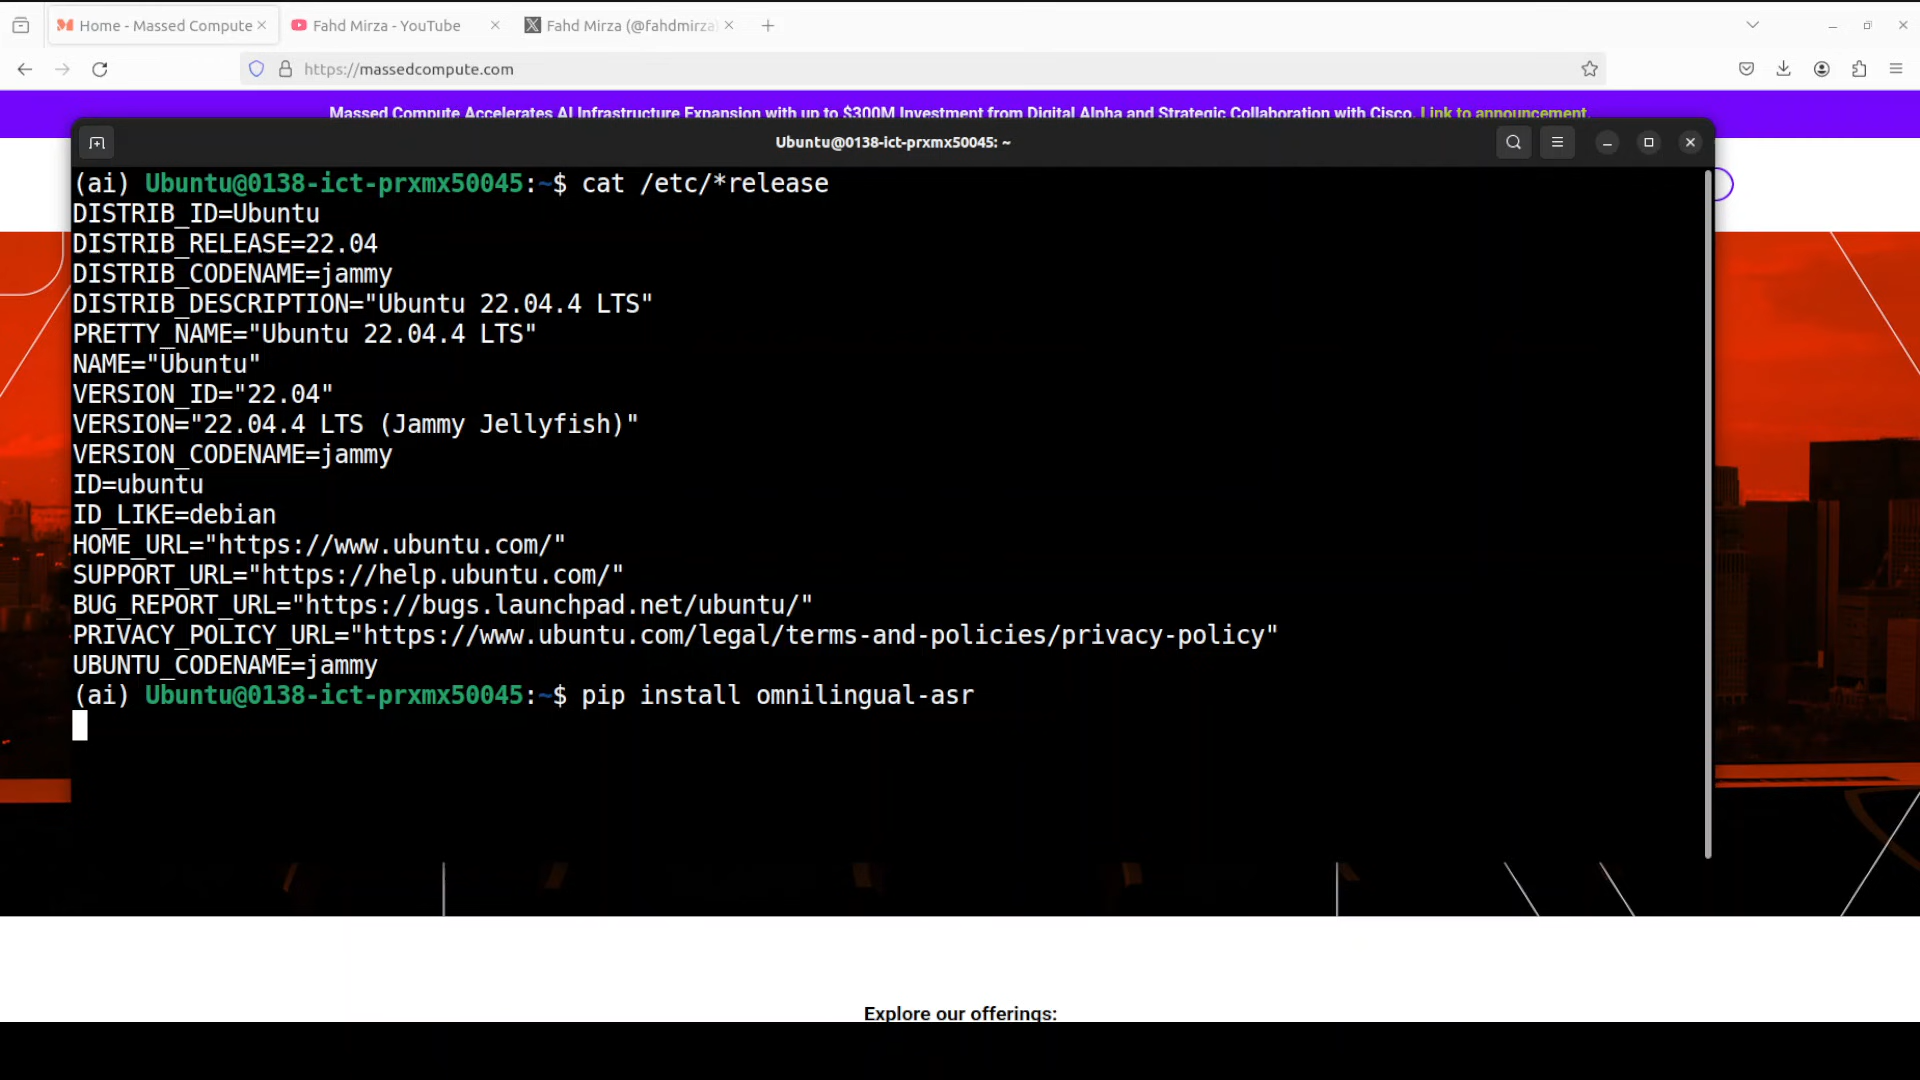 Home - Massed Compute
Fahd Mirza - YouTube
Fahd Mirza (@fahdmirza)
https://massedcompute.com
Massed Compute Accelerates AI Infrastructure Expansion with up to $300M Investment from Digital Alpha and Strategic Collaboration with Cisco. Link to announcement.
Ubuntu@0138-ict-prxmx50045: ~
(ai) Ubuntu@0138-ict-prxmx50045:~$ cat /etc/*release
DISTRIB_ID=Ubuntu
DISTRIB_RELEASE=22.04
DISTRIB_CODENAME=jammy
DISTRIB_DESCRIPTION="Ubuntu 22.04.4 LTS"
PRETTY_NAME="Ubuntu 22.04.4 LTS"
NAME="Ubuntu"
VERSION_ID="22.04"
VERSION="22.04.4 LTS (Jammy Jellyfish)"
VERSION_CODENAME=jammy
ID=ubuntu
ID_LIKE=debian
HOME_URL="https://www.ubuntu.com/"
SUPPORT_URL="https://help.ubuntu.com/"
BUG_REPORT_URL="https://bugs.launchpad.net/ubuntu/"
PRIVACY_POLICY_URL="https://www.ubuntu.com/legal/terms-and-policies/privacy-policy"
UBUNTU_CODENAME=jammy
(ai) Ubuntu@0138-ict-prxmx50045:~$ pip install omnilingual-asr
Explore our offerings: